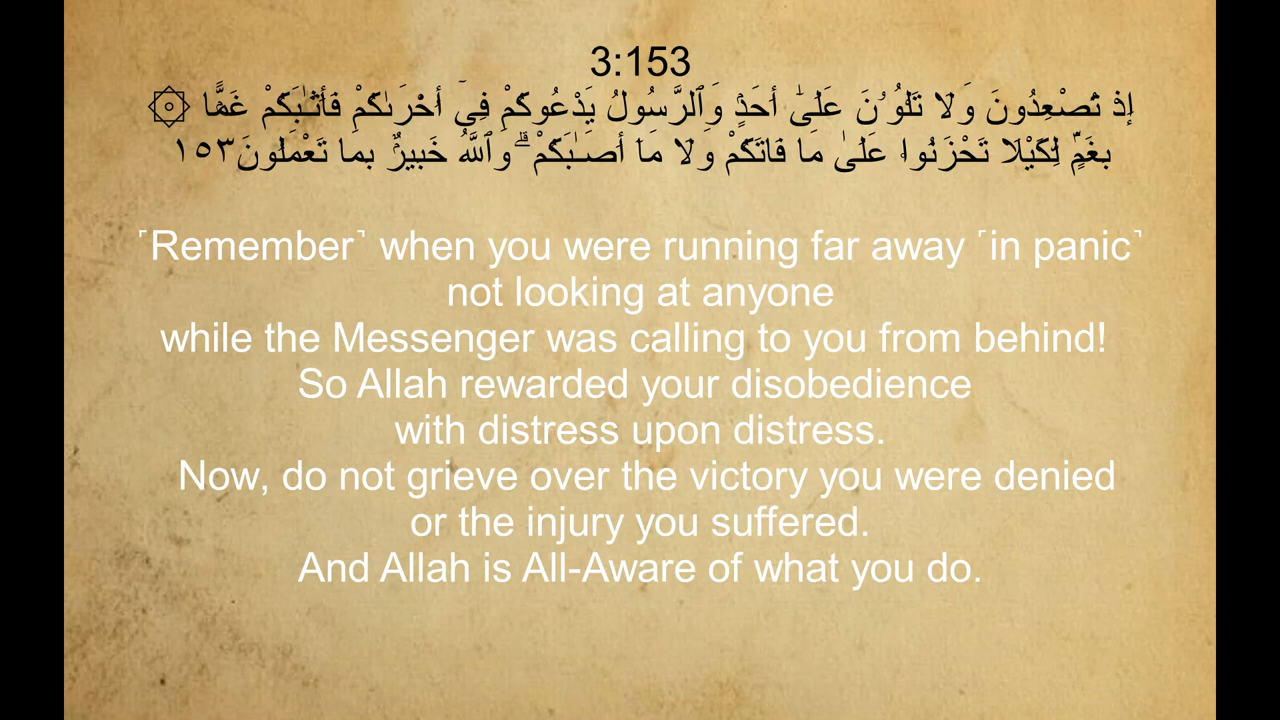 3:153
۞ إِذْ تُصْعِدُونَ وَلَا تَلْوُۥنَ عَلَىٰٓ أَحَدٍۢ وَٱلرَّسُولُ يَدْعُوكُمْ فِىٓ أُخْرَىٰكُمْ فَأَثَـٰبَكُمْ غَمًّۢا
بِغَمٍّۢ لِّكَيْلَا تَحْزَنُوا۟ عَلَىٰ مَا فَاتَكُمْ وَلَا مَآ أَصَـٰبَكُمْ ۗ وَٱللَّهُ خَبِيرٌۢ بِمَا تَعْمَلُونَ ١٥٣
˹Remember˺ when you were running far away ˹in panic˺
not looking at anyone
while the Messenger was calling to you from behind!
So Allah rewarded your disobedience
with distress upon distress.
Now, do not grieve over the victory you were denied
or the injury you suffered.
And Allah is All-Aware of what you do.